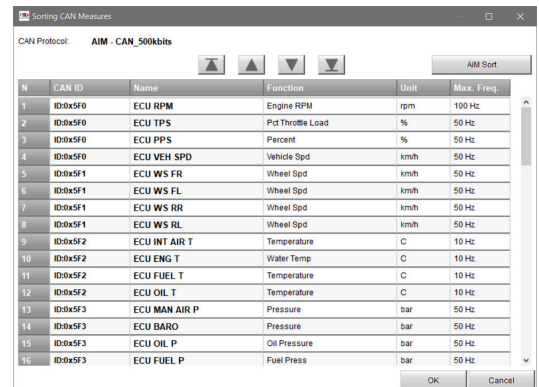 Sorting CAN Measures
CAN Protocol: AIM - CAN_500kbits
AiM Sort
N CAN ID Name Function Unit Max. Freq.
1 ID:0x5F0 ECU RPM Engine RPM rpm 100 Hz
2 ID:0x5F0 ECU TPS Pct Throttle Load % 50 Hz
3 ID:0x5F0 ECU PPS Percent % 50 Hz
4 ID:0x5F0 ECU VEH SPD Vehicle Spd km/h 50 Hz
5 ID:0x5F1 ECU WS FR Wheel Spd km/h 50 Hz
6 ID:0x5F1 ECU WS FL Wheel Spd km/h 50 Hz
7 ID:0x5F1 ECU WS RR Wheel Spd km/h 50 Hz
8 ID:0x5F1 ECU WS RL Wheel Spd km/h 50 Hz
9 ID:0x5F2 ECU INT AIR T Temperature C 10 Hz
10 ID:0x5F2 ECU ENG T Water Temp C 10 Hz
11 ID:0x5F2 ECU FUEL T Temperature C 10 Hz
12 ID:0x5F2 ECU OIL T Temperature C 10 Hz
13 ID:0x5F3 ECU MAN AIR P Pressure bar 50 Hz
14 ID:0x5F3 ECU BARO Pressure bar 50 Hz
15 ID:0x5F3 ECU OIL P Oil Pressure bar 50 Hz
16 ID:0x5F3 ECU FUEL P Fuel Press bar 50 Hz
OK Cancel